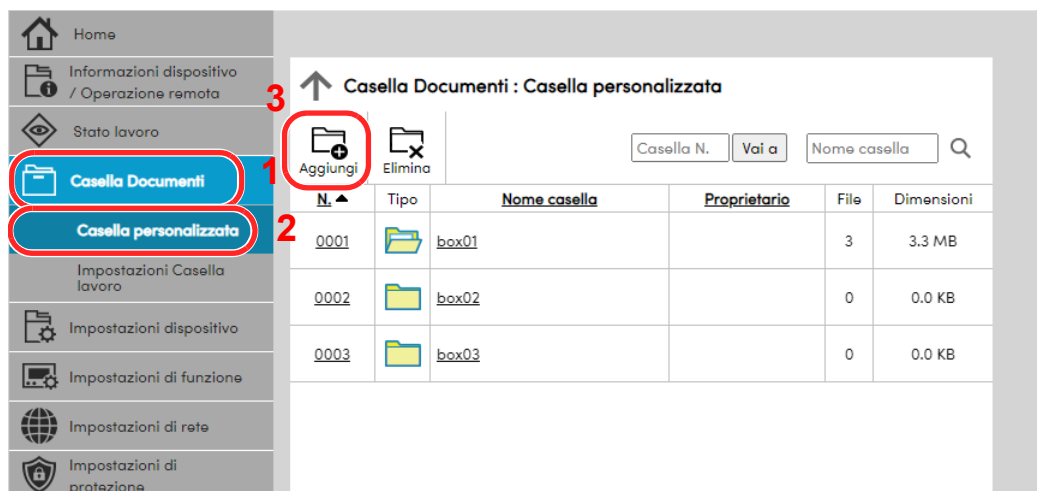 Home
Informazioni dispositivo
/ Operazione remota
Stato lavoro
1
Casella Documenti
2
Casella personalizzata
Impostazioni Casella
lavoro
Impostazioni dispositivo
Impostazioni di funzione
Impostazioni di rete
Impostazioni di
protezione
3
Casella Documenti : Casella personalizzata
Aggiungi Elimina Casella N. Vai a Nome casella
N. Tipo Nome casella Proprietario File Dimensioni
0001 box01 3 3.3 MB
0002 box02 0 0.0 KB
0003 box03 0 0.0 KB